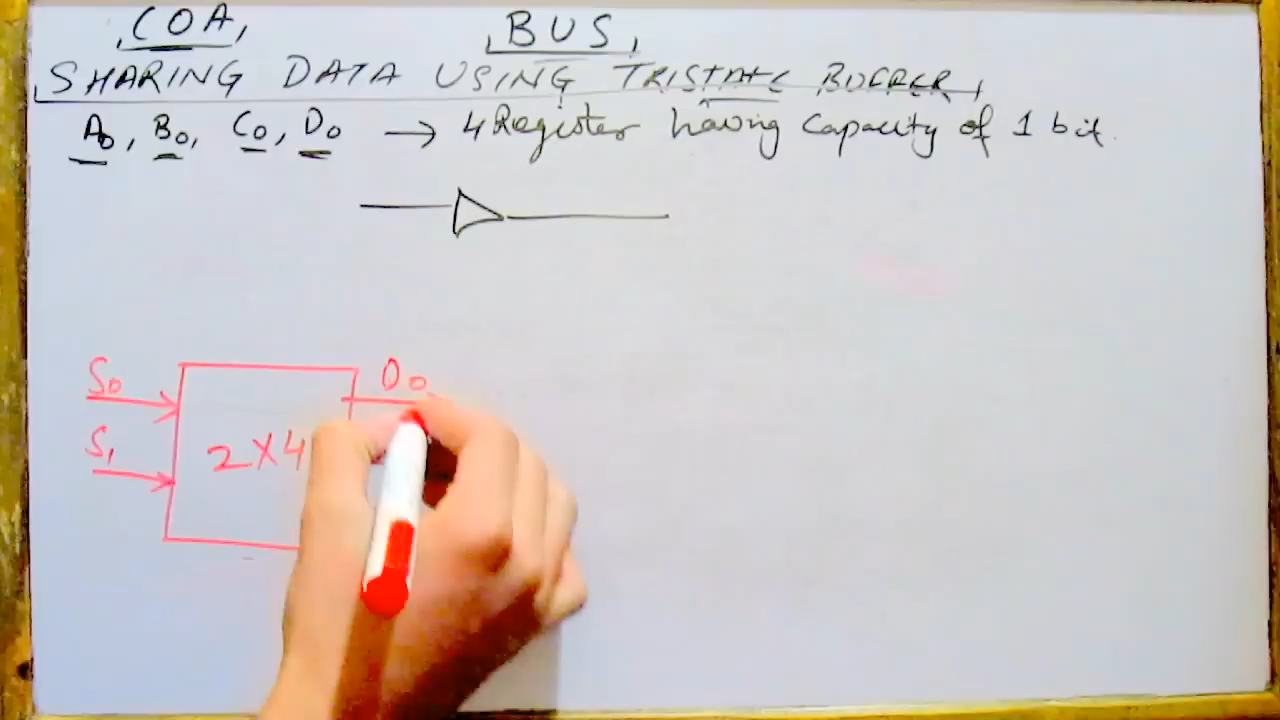 COA, BUS,
SHARING DATA USING TRISTATE BUFFER,
A0, B0, C0, D0 → 4 Register having capacity of 1 bit.
S0
D0
S1
2X4